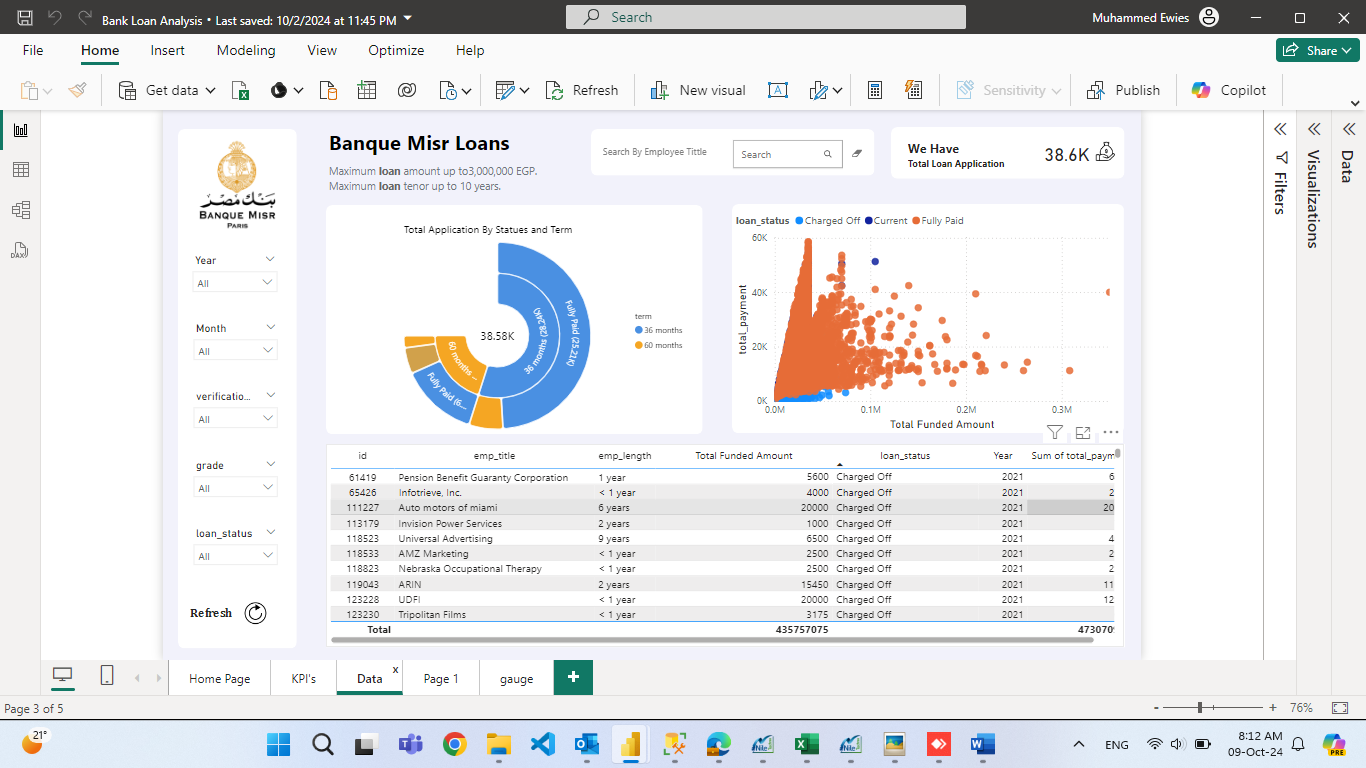 Bank Loan Analysis • Last saved: 10/2/2024 at 11:45 PM
Search
Muhammed Ewies
File Home Insert Modeling View Optimize Help
Share
Get data
Refresh
New visual
Sensitivity
Publish
Copilot
بنك مصر
BANQUE MISR
PARIS
Year
All
Month
All
verificatio...
All
grade
All
loan_status
All
Refresh
Banque Misr Loans
Maximum loan amount up to3,000,000 EGP.
Maximum loan tenor up to 10 years.
Search By Employee Tittle
Search
We Have
Total Loan Application
38.6K
Total Application By Statues and Term
Fully Paid (25.21K)
36 months (28.24K)
38.58K
60 months ...
Fully Paid (6....
term
36 months
60 months
loan_status Charged Off Current Fully Paid
60K
40K
20K
0K
total_payment
0.0M 0.1M 0.2M 0.3M
Total Funded Amount
id emp_title emp_length Total Funded Amount loan_status Year Sum of total_paym
61419 Pension Benefit Guaranty Corporation 1 year 5600 Charged Off 2021 6
65426 Infotrieve, Inc. < 1 year 4000 Charged Off 2021 2
111227 Auto motors of miami 6 years 20000 Charged Off 2021 20
113179 Invision Power Services 2 years 1000 Charged Off 2021
118523 Universal Advertising 9 years 6500 Charged Off 2021 4
118533 AMZ Marketing < 1 year 2500 Charged Off 2021 2
118823 Nebraska Occupational Therapy < 1 year 2500 Charged Off 2021 2
119043 ARIN 2 years 15450 Charged Off 2021 11
123228 UDFI < 1 year 20000 Charged Off 2021 12
123230 Tripolitan Films < 1 year 3175 Charged Off 2021
Total 435757075 4730709
Filters
Visualizations
Data
Home Page KPI's Data x Page 1 gauge +
Page 3 of 5
- + 76%
21°
ENG
8:12 AM
09-Oct-24
PRE